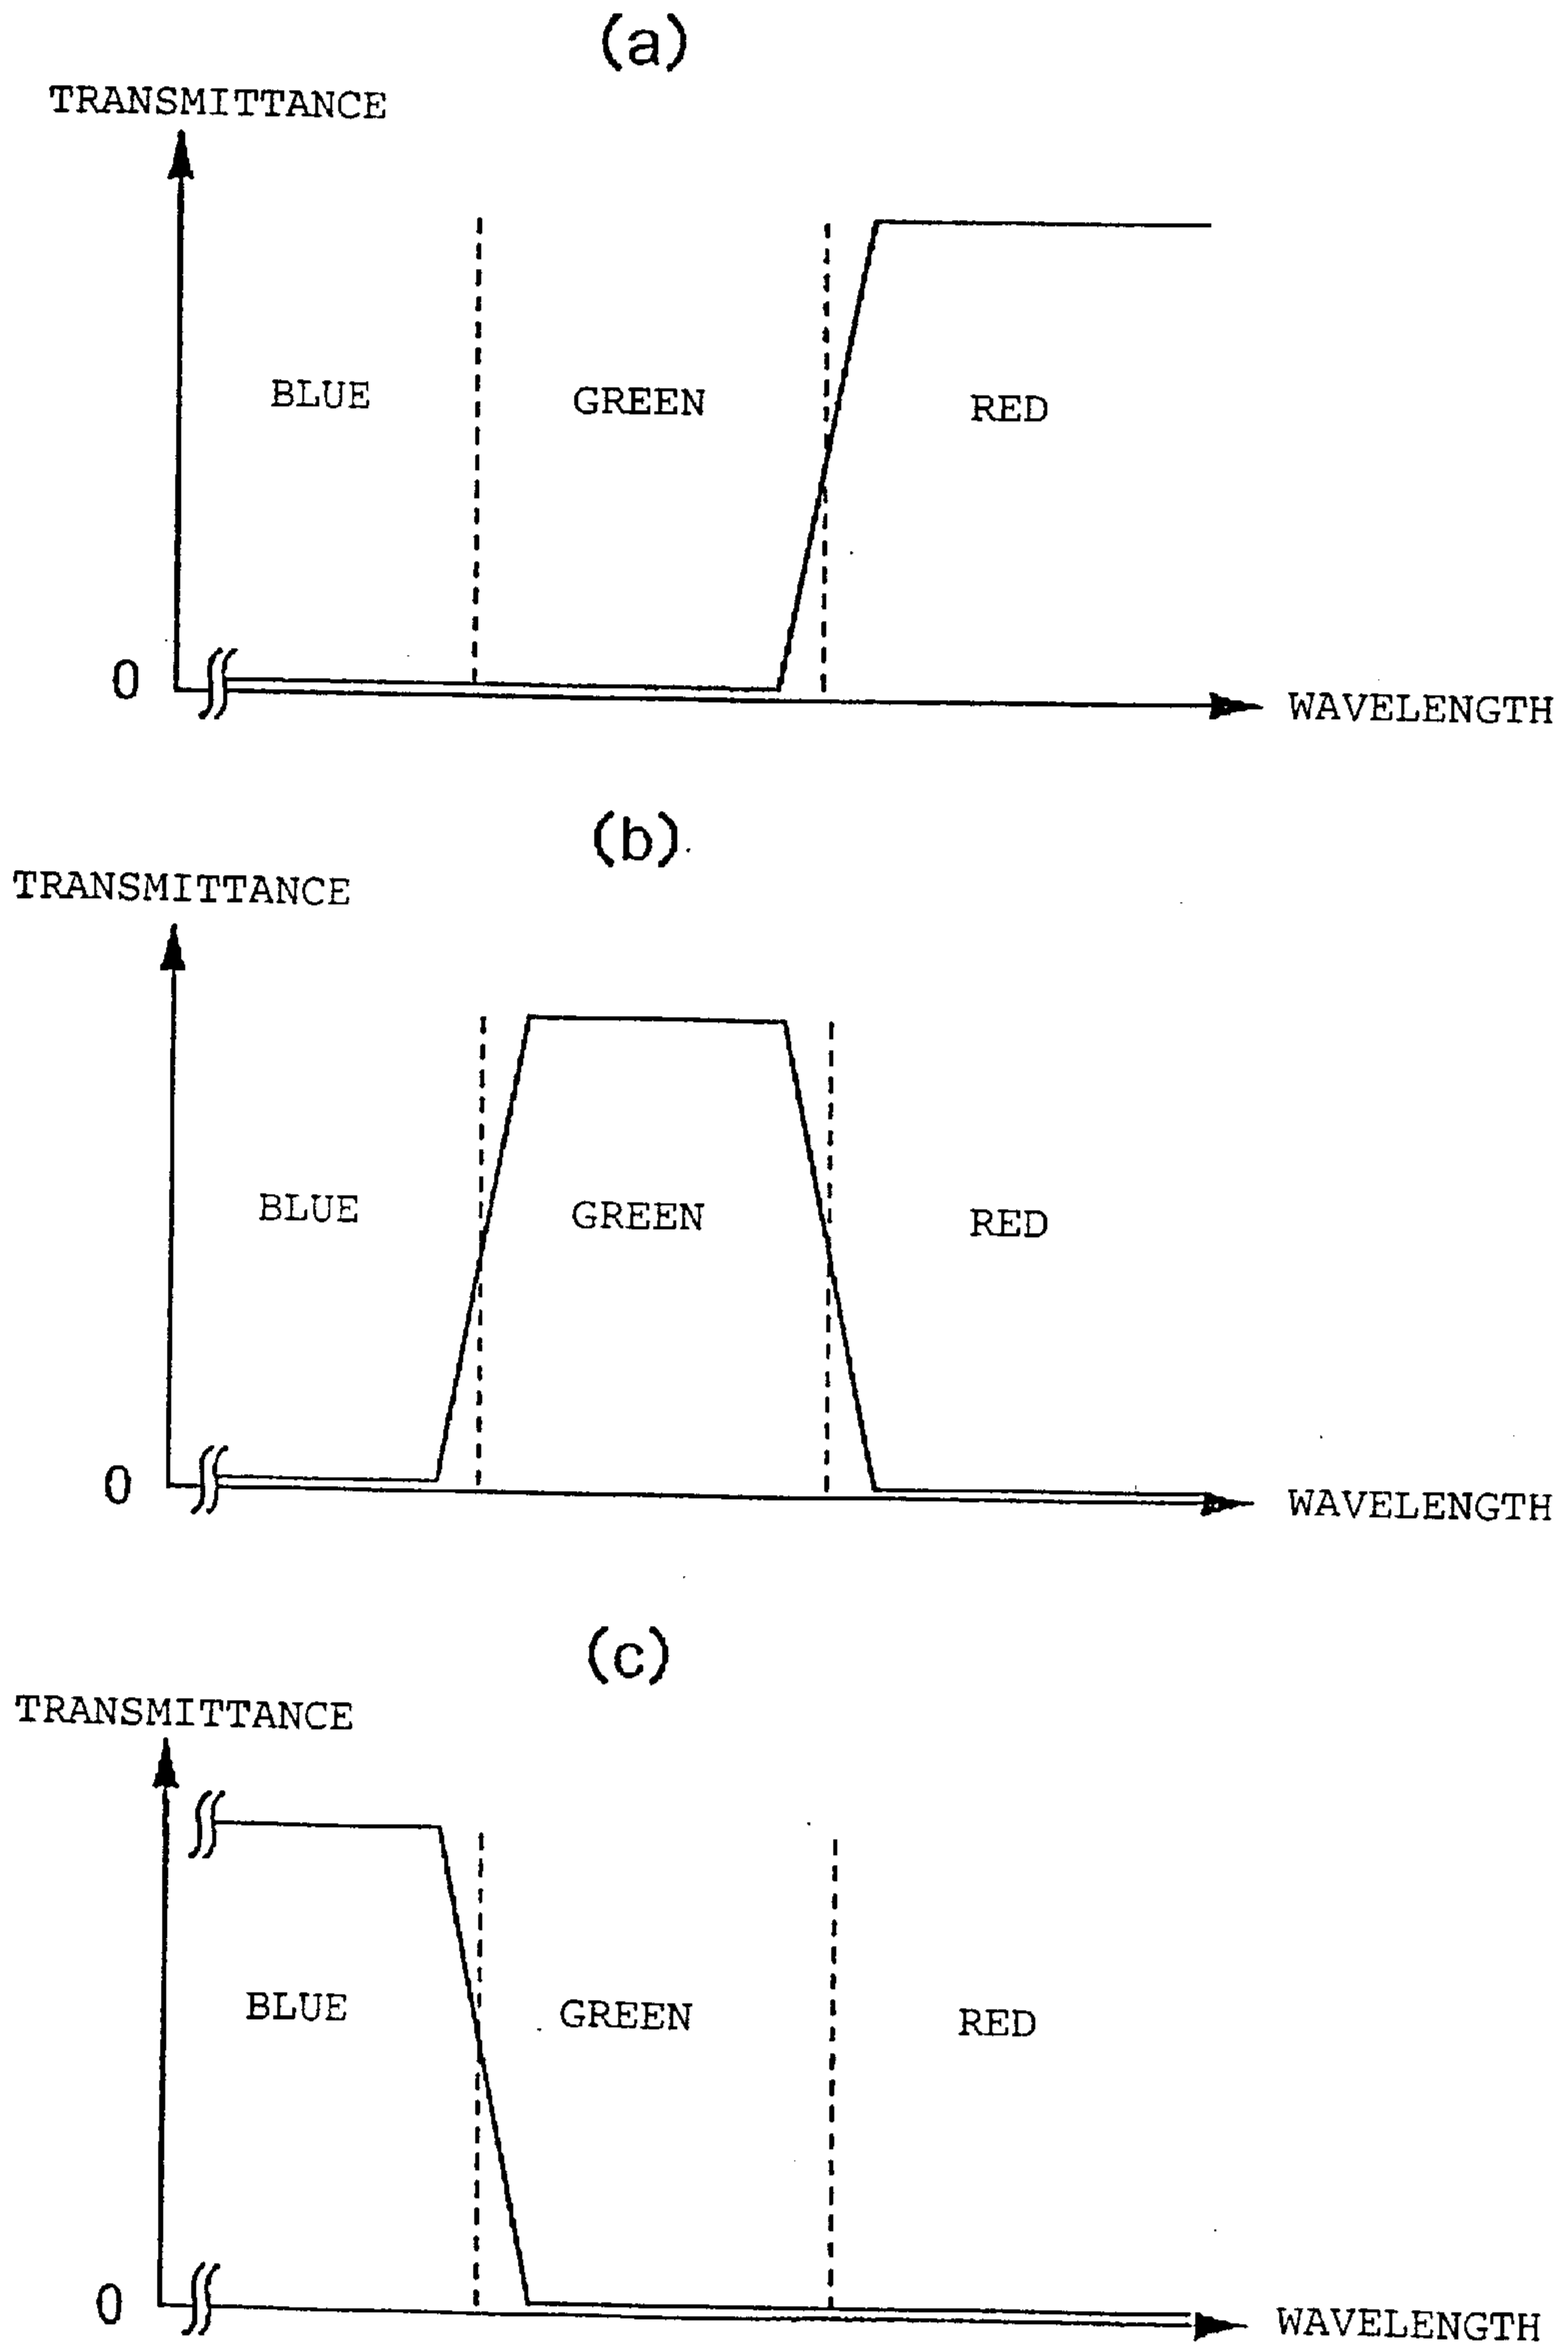 (a)
TRANSMITTANCE
BLUE
GREEN
RED
0
WAVELENGTH
(b)
TRANSMITTANCE
BLUE
GREEN
RED
0
WAVELENGTH
(c)
TRANSMITTANCE
BLUE
GREEN
RED
0
WAVELENGTH